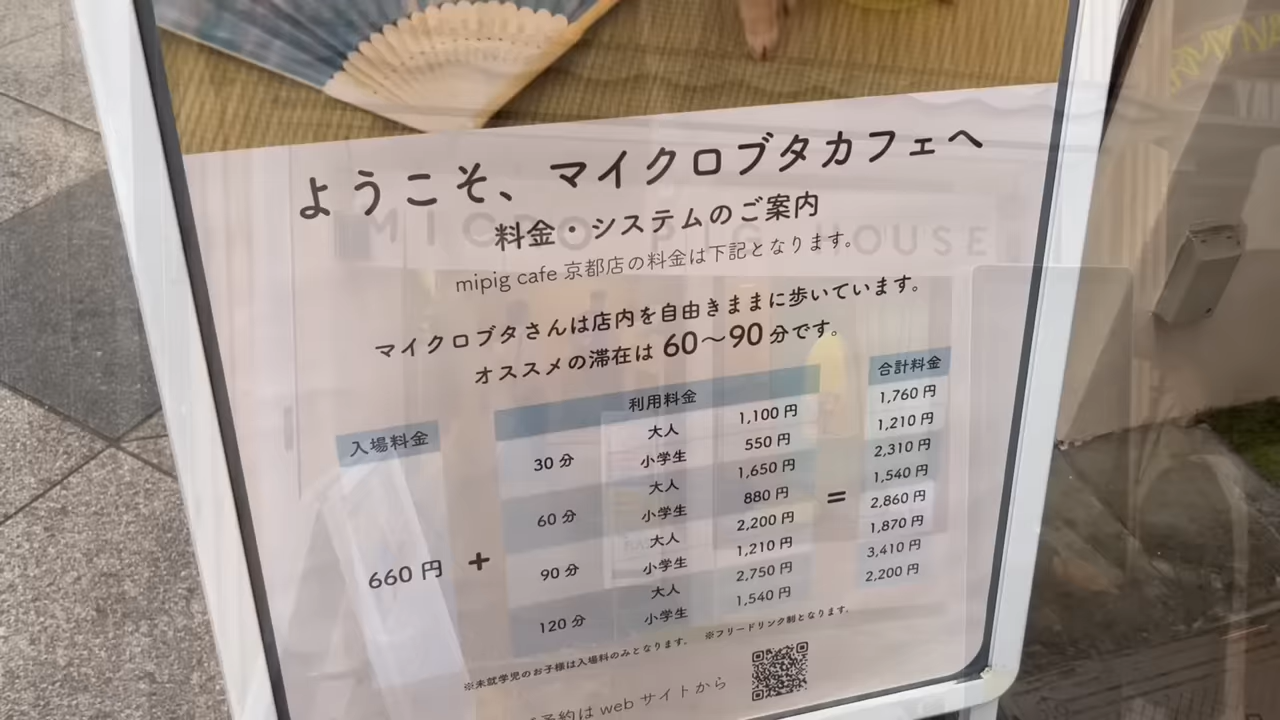 ようこそ、マイクロブタカフェへ
料金・システムのご案内
mipig cafe 京都店の料金は下記となります。
マイクロブタさんは店内を自由きままに歩いています。
オススメの滞在は 60〜90 分です。
入場料金
660 円
+
利用料金
30 分
大人 1,100 円
小学生 550 円
60 分
大人 1,650 円
小学生 880 円
90 分
大人 2,200 円
小学生 1,210 円
120 分
大人 2,750 円
小学生 1,540 円
=
合計料金
1,760 円
1,210 円
2,310 円
1,540 円
2,860 円
1,870 円
3,410 円
2,200 円
※未就学児のお子様は入場料のみとなります。 ※フリードリンク制となります。
予約は web サイトから
MICRO PIG HOUSE